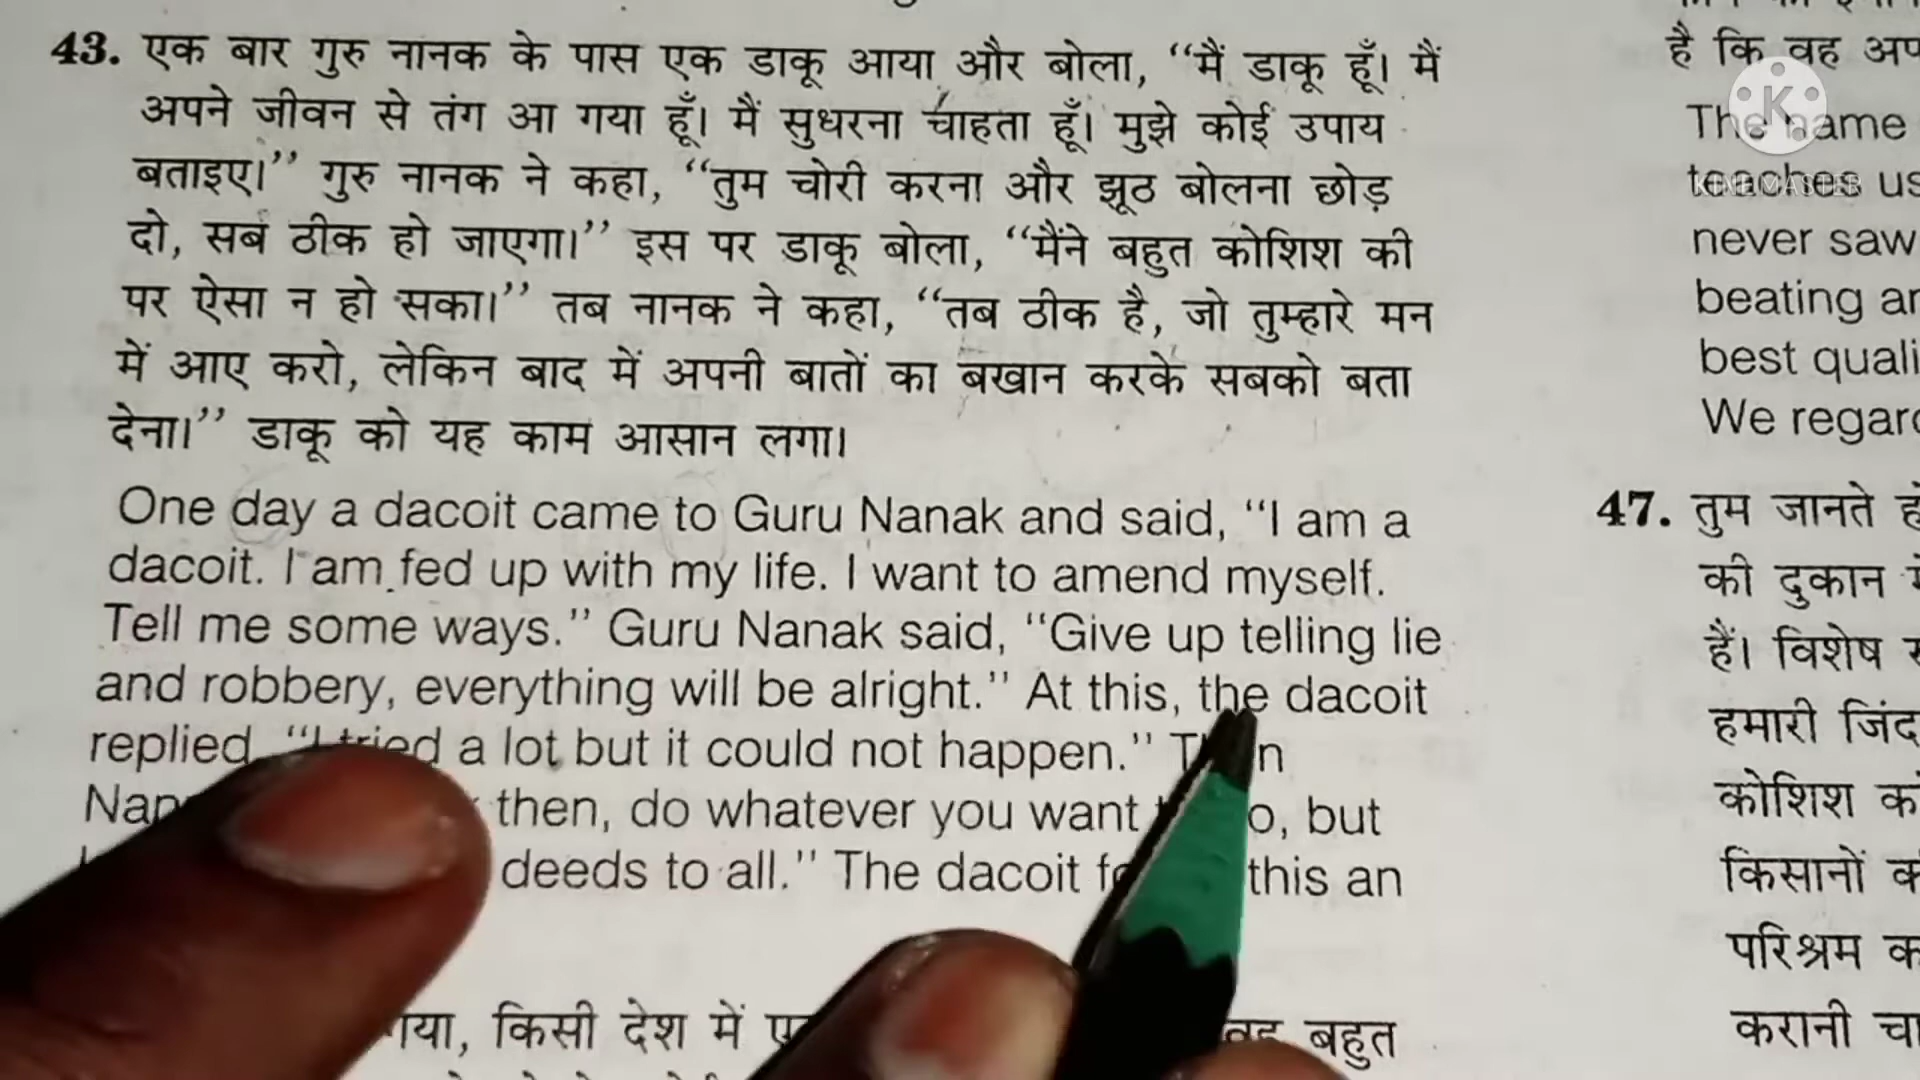 43. एक बार गुरु नानक के पास एक डाकू आया और बोला, “मैं डाकू हूँ। मैं
अपने जीवन से तंग आ गया हूँ। मैं सुधरना चाहता हूँ। मुझे कोई उपाय
बताइए।” गुरु नानक ने कहा, “तुम चोरी करना और झूठ बोलना छोड़
दो, सब ठीक हो जाएगा।” इस पर डाकू बोला, “मैंने बहुत कोशिश की
पर ऐसा न हो सका।” तब नानक ने कहा, “तब ठीक है, जो तुम्हारे मन
में आए करो, लेकिन बाद में अपनी बातों का बखान करके सबको बता
देना।” डाकू को यह काम आसान लगा।
One day a dacoit came to Guru Nanak and said, “I am a
dacoit. I am fed up with my life. I want to amend myself.
Tell me some ways.” Guru Nanak said, “Give up telling lie
and robbery, everything will be alright.” At this, the dacoit
replied, “I tried a lot but it could not happen.”
then, do whatever you want but
deeds to all.” The dacoit this an
किसी देश में बहुत
है कि वह
The name
teaches
never saw
beating
best
We
47. तुम जानते
की दुकान
हैं। विशेष
हमारी
कोशिश
किसानों
परिश्रम
करानी
K
KINEMASTER